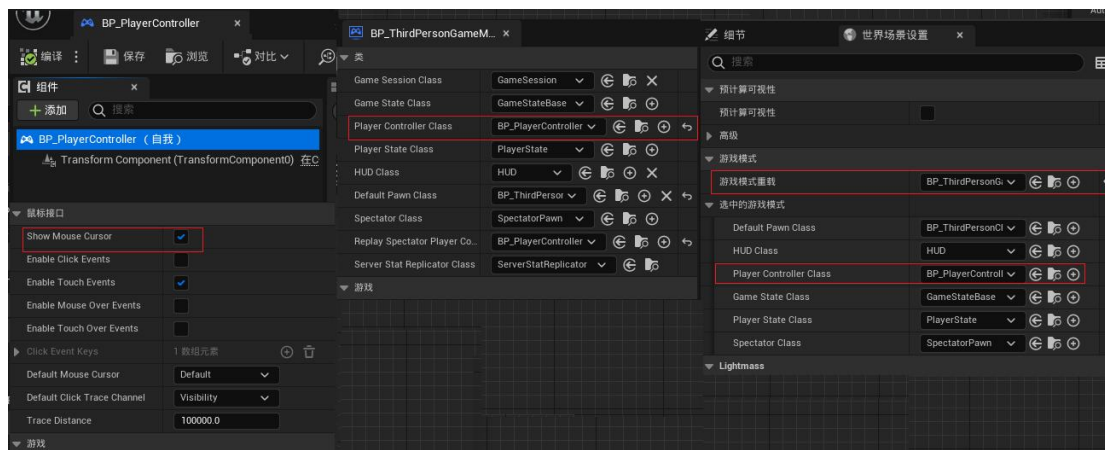 BP_PlayerController ×
编译 保存 浏览 对比
组件 ×
添加 搜索
BP_PlayerController （自我）
Transform Component (TransformComponent0) 在C
鼠标接口
Show Mouse Cursor
Enable Click Events
Enable Touch Events
Enable Mouse Over Events
Enable Touch Over Events
Click Event Keys 1 数组元素
Default Mouse Cursor Default
Default Click Trace Channel Visibility
Trace Distance 100000.0
游戏
BP_ThirdPersonGameM... ×
类
Game Session Class GameSession
Game State Class GameStateBase
Player Controller Class BP_PlayerController
Player State Class PlayerState
HUD Class HUD
Default Pawn Class BP_ThirdPersor
Spectator Class SpectatorPawn
Replay Spectator Player Co... BP_PlayerController
Server Stat Replicator Class ServerStatReplicator
游戏
细节 世界场景设置 ×
搜索
预计算可视性
预计算可视性
高级
游戏模式
游戏模式重载 BP_ThirdPersonG
选中的游戏模式
Default Pawn Class BP_ThirdPersonCl
HUD Class HUD
Player Controller Class BP_PlayerControll
Game State Class GameStateBase
Player State Class PlayerState
Spectator Class SpectatorPawn
Lightmass